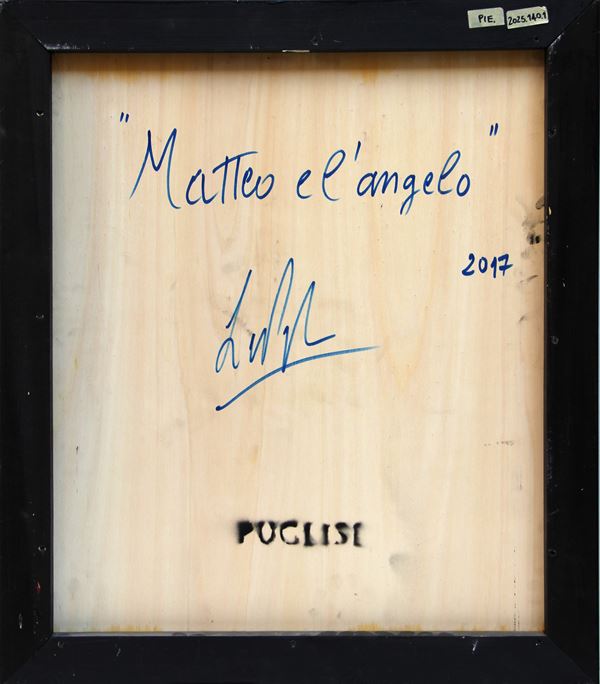 PIE. 2025.140.1
"Matteo e l'angelo"
2017
PUGLISI